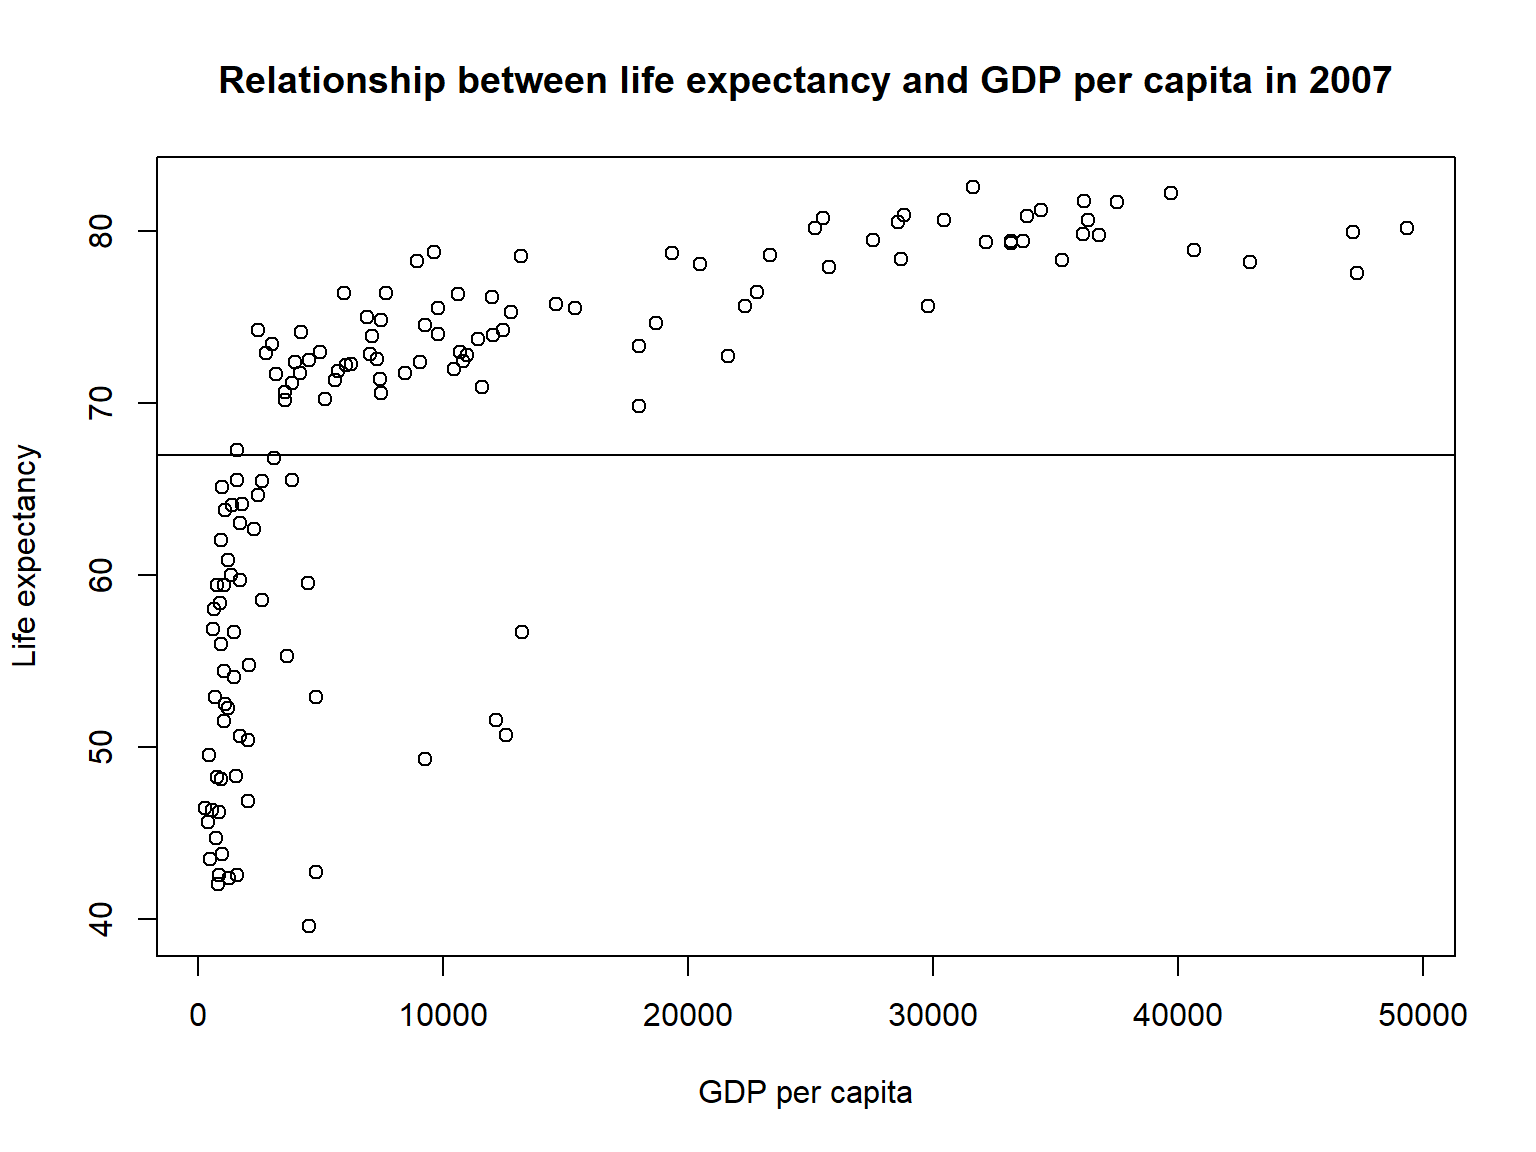 Relationship between life expectancy and GDP per capita in 2007
80
70
60
50
40
Life expectancy
0 10000 20000 30000 40000 50000
GDP per capita